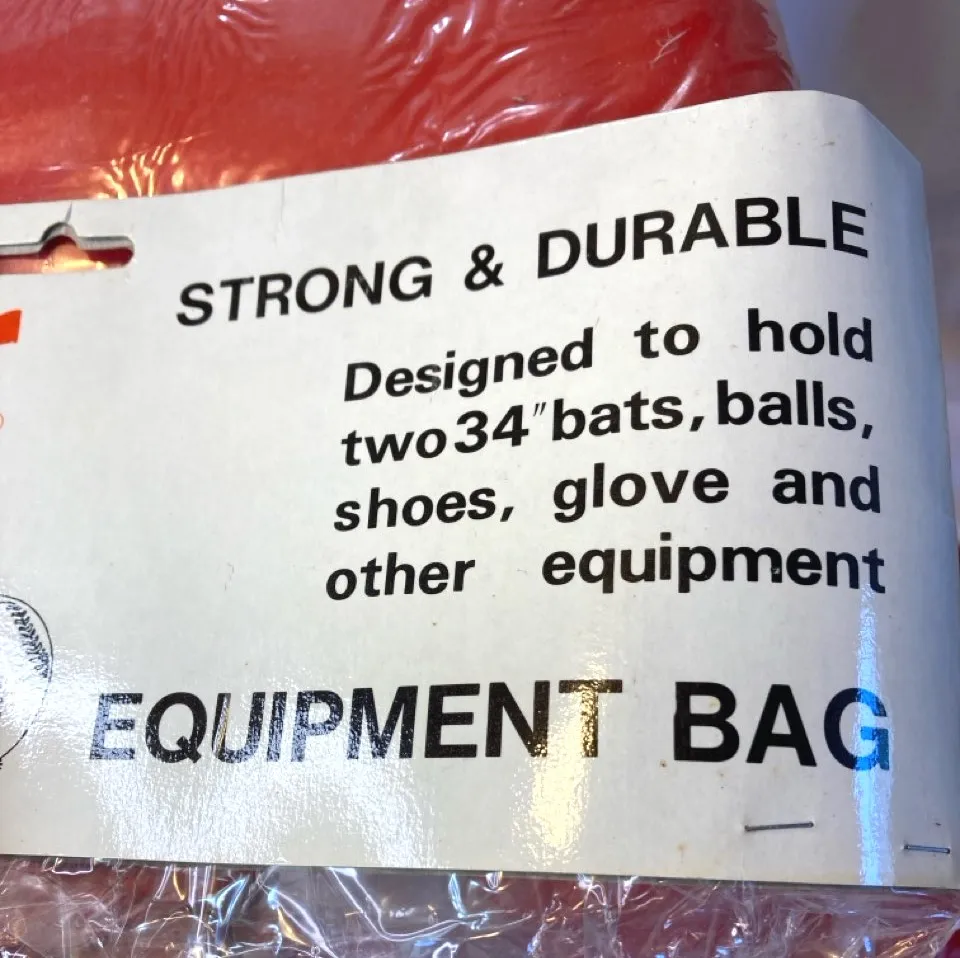 STRONG & DURABLE
Designed to hold
two 34" bats, balls,
shoes, glove and
other equipment
EQUIPMENT BAG